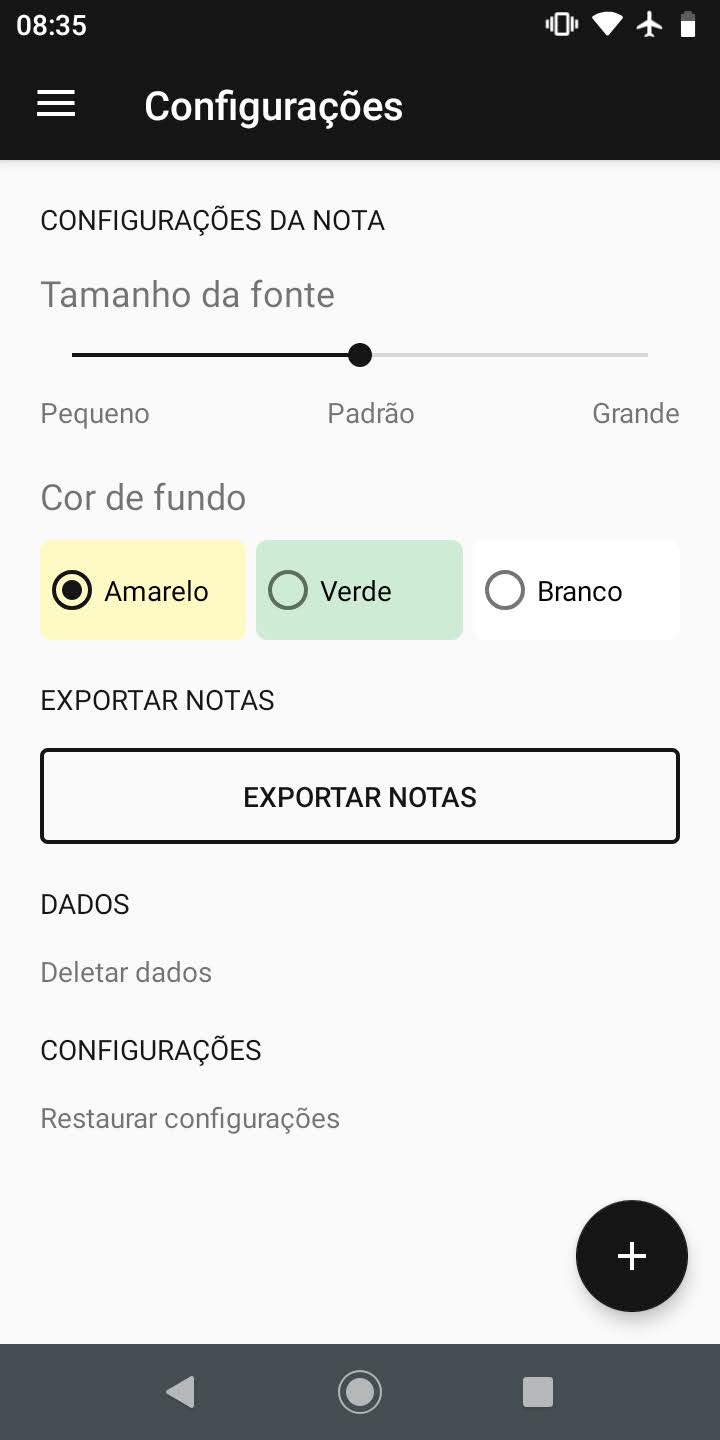 08:35
Configurações
CONFIGURAÇÕES DA NOTA
Tamanho da fonte
Pequeno Padrão Grande
Cor de fundo
Amarelo Verde Branco
EXPORTAR NOTAS
EXPORTAR NOTAS
DADOS
Deletar dados
CONFIGURAÇÕES
Restaurar configurações